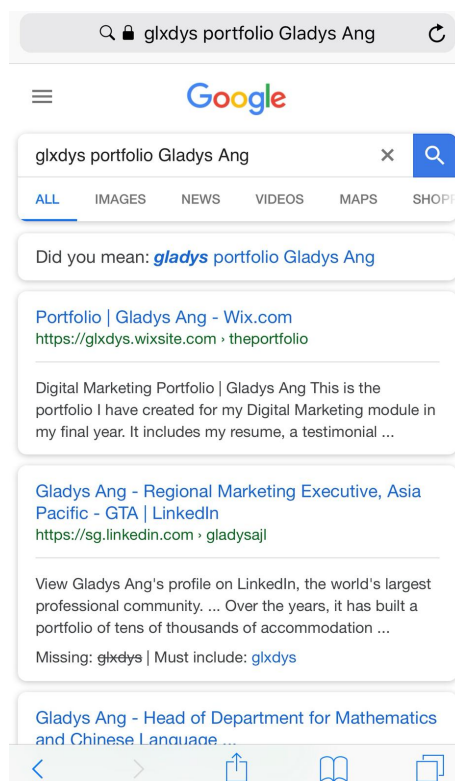 glxdys portfolio Gladys Ang
Google
glxdys portfolio Gladys Ang
ALL IMAGES NEWS VIDEOS MAPS SHOPP
Did you mean: gladys portfolio Gladys Ang
Portfolio | Gladys Ang - Wix.com
https://glxdys.wixsite.com › theportfolio
Digital Marketing Portfolio | Gladys Ang This is the
portfolio I have created for my Digital Marketing module in
my final year. It includes my resume, a testimonial ...
Gladys Ang - Regional Marketing Executive, Asia
Pacific - GTA | LinkedIn
https://sg.linkedin.com › gladysajl
View Gladys Ang's profile on LinkedIn, the world's largest
professional community. ... Over the years, it has built a
portfolio of tens of thousands of accommodation ...
Missing: glxdys | Must include: glxdys
Gladys Ang - Head of Department for Mathematics
and Chinese Language ...